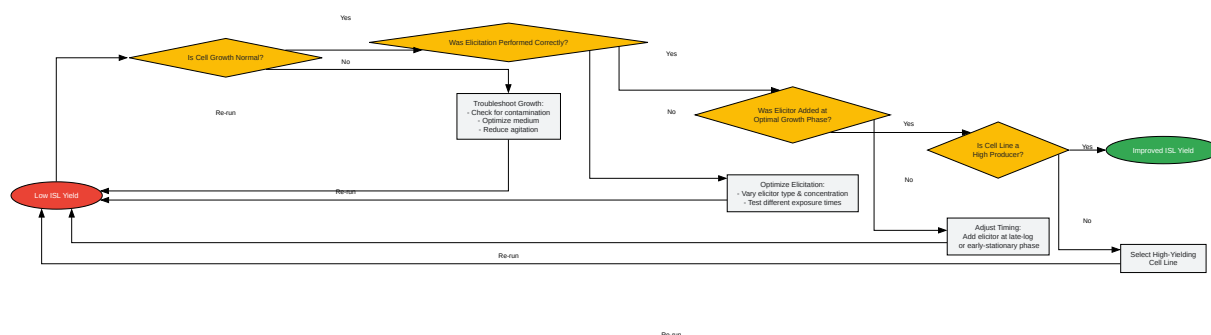 Yes
Is Cell Growth Normal?
Was Elicitation Performed Correctly?
No
Yes
Troubleshoot Growth:
- Check for contamination
- Optimize medium
- Reduce agitation
Re-run
No
Was Elicitor Added at
Optimal Growth Phase?
Yes
Is Cell Line a
High Producer?
Yes
Improved ISL Yield
Low ISL Yield
Re-run
Optimize Elicitation:
- Vary elicitor type & concentration
- Test different exposure times
No
Adjust Timing:
Add elicitor at late-log
or early-stationary phase
No
Select High-Yielding
Cell Line
Re-run
Re-run